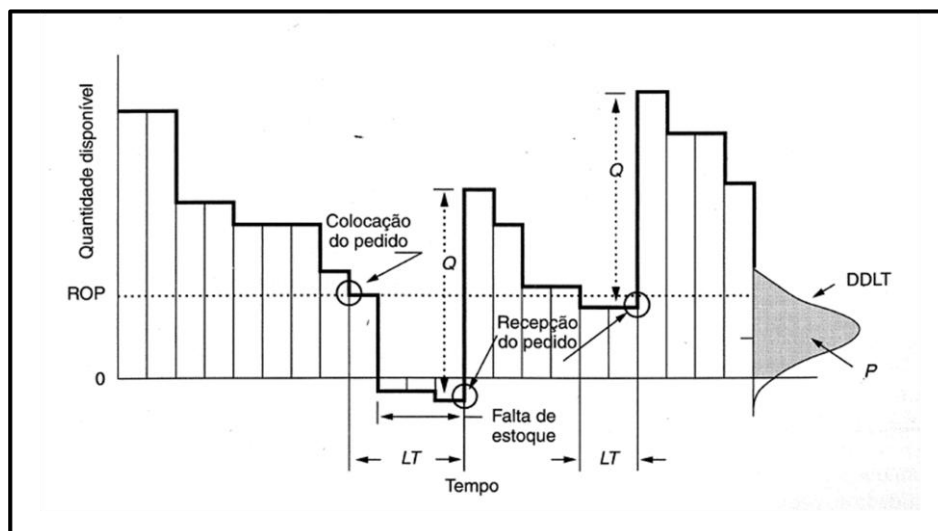 Quantidade disponível
ROP
0
Colocação
do pedido
Q
Recepção
do pedido
Falta de
estoque
LT
Q
LT
Tempo
DDLT
P